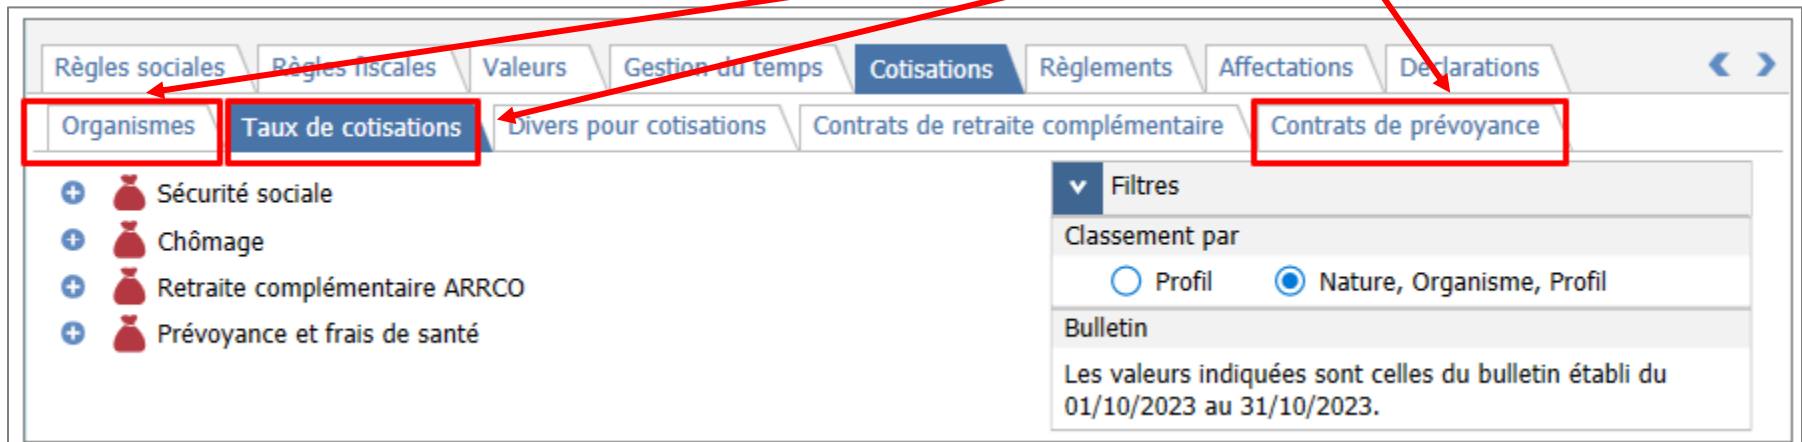 Règles sociales Règles fiscales Valeurs Gestion du temps Cotisations Règlements Affectations Déclarations
Organismes Taux de cotisations Divers pour cotisations Contrats de retraite complémentaire Contrats de prévoyance
Sécurité sociale
Chômage
Retraite complémentaire ARRCO
Prévoyance et frais de santé
Filtres
Classement par
Profil Nature, Organisme, Profil
Bulletin
Les valeurs indiquées sont celles du bulletin établi du
01/10/2023 au 31/10/2023.